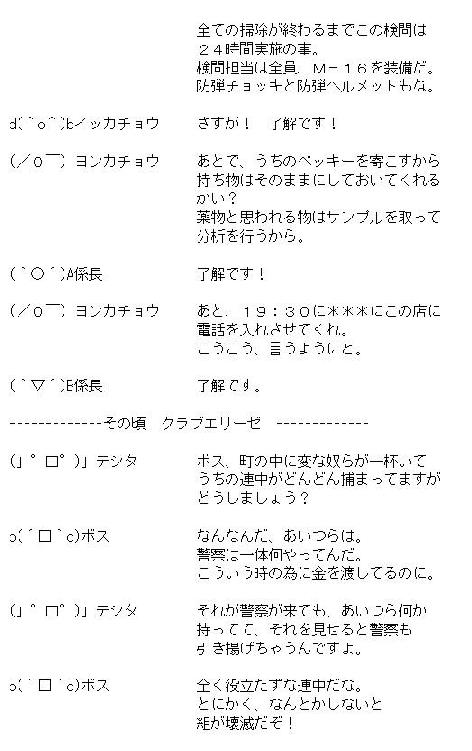 全ての掃除が終わるまでこの検問は
２４時間実施の事。
検問担当は全員、Ｍ－１６を装備だ。
防弾チョッキと防弾ヘルメットもな。
d(＾o＾)bイッカチョウ　さすが！　了解です！
(／０￣) ヨンカチョウ　あとで、うちのベッキーを寄こすから
持ち物はそのままにしておいてくれる
かい？
薬物と思われる物はサンプルを取って
分析を行うから。
(＾○＾)A係長　了解です！
(／０￣) ヨンカチョウ　あと、１９：３０に＊＊＊にこの店に
電話を入れさせてくれ。
こうこう、言うようにと。
(＾▽＾)B係長　了解です。
-------------その頃　クラブエリーゼ　-------------
(」゜ロ゜)」テシタ　ボス、町の中に変な奴らが一杯いて
うちの連中がどんどん捕まってますが
どうしましょう？
o(´□｀o)ボス　なんなんだ、あいつらは。
警察は一体何やってんだ。
こういう時の為に金を渡してるのに。
(」゜ロ゜)」テシタ　それが警察が来ても、あいつら何か
持ってて、それを見せると警察も
引き揚げちゃうんですよ。
o(´□｀o)ボス　全く役立たずな連中だな。
とにかく、なんとかしないと
組が壊滅だぞ！